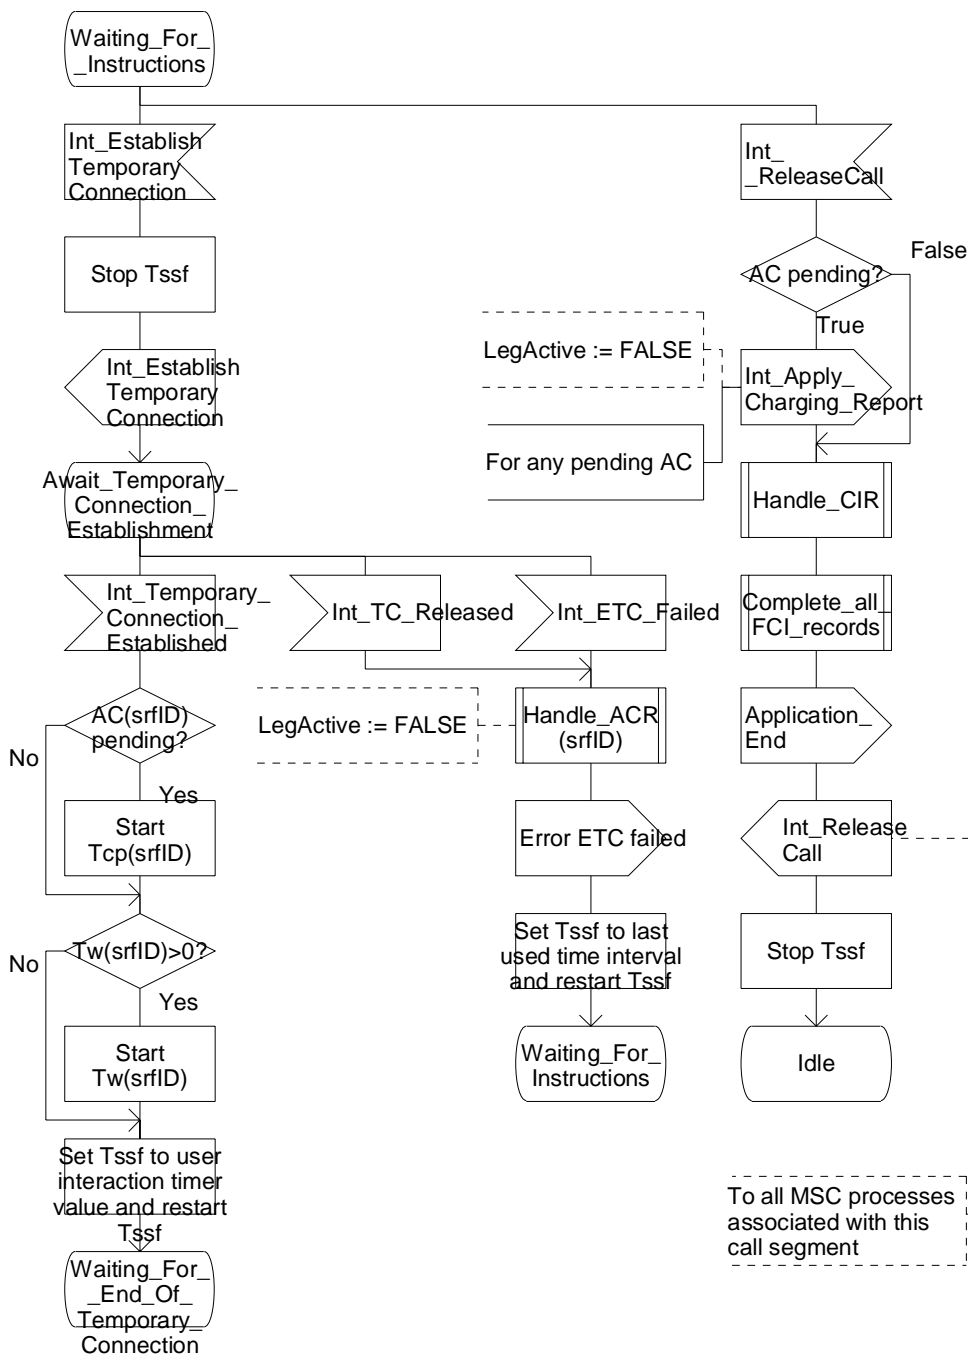 Waiting_For_
_Instructions
Int_Establish
Temporary
Connection
Stop Tssf
Int_Establish
Temporary
Connection
Await_Temporary_
Connection_
Establishment
Int_Temporary_
Connection_
Established
AC(srfID)
pending?
No
Yes
Start
Tcp(srfID)
Tw(srfID)>0?
No
Yes
Start
Tw(srfID)
Set Tssf to user
interaction timer
value and restart
Tssf
Waiting_For_
_End_Of_
Temporary_
Connection
Int_TC_Released
Int_ETC_Failed
LegActive := FALSE
Handle_ACR
(srfID)
Error ETC failed
Set Tssf to last
used time interval
and restart Tssf
Waiting_For_
Instructions
Int_
_ReleaseCall
AC pending?
False
True
LegActive := FALSE
Int_Apply_
Charging_Report
For any pending AC
Handle_CIR
Complete_all_
FCI_records
Application_
End
Int_Release
Call
Stop Tssf
Idle
To all MSC processes
associated with this
call segment